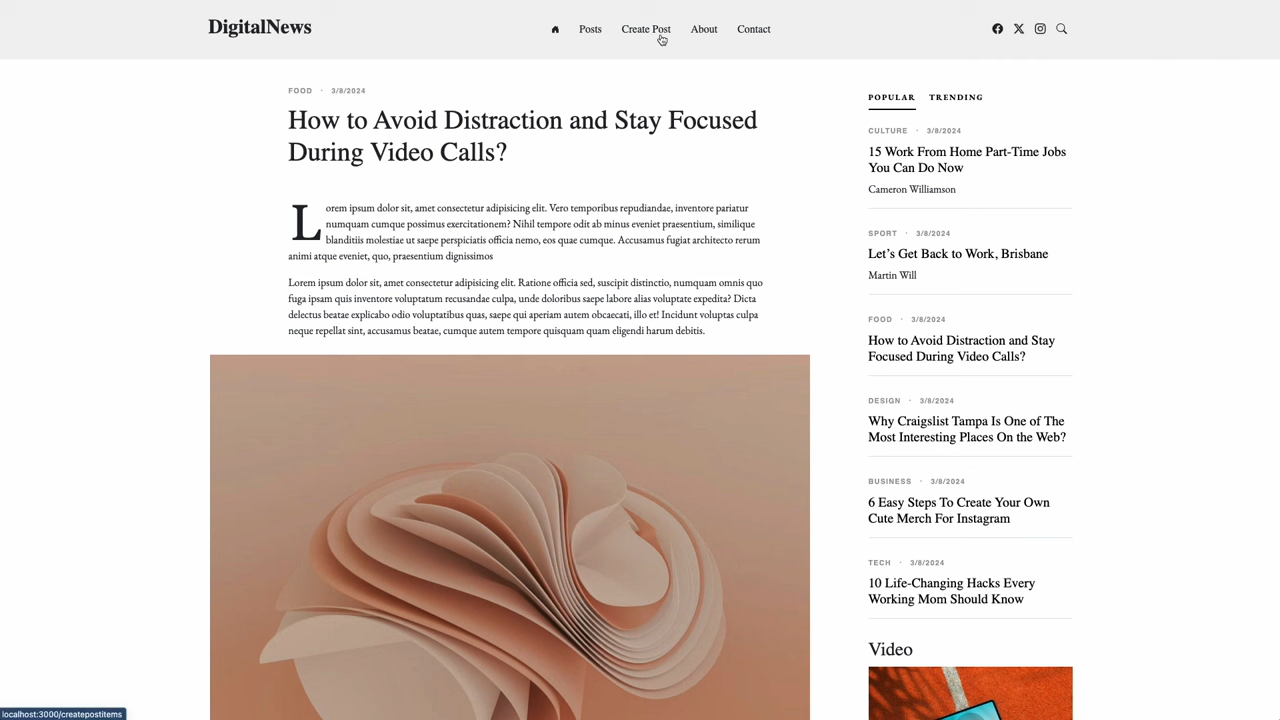 DigitalNews
Posts
Create Post
About
Contact
FOOD · 3/8/2024
How to Avoid Distraction and Stay Focused
During Video Calls?
Lorem ipsum dolor sit, amet consectetur adipisicing elit. Vero temporibus repudiandae, inventore pariatur
numquam cumque possimus exercitationem? Nihil tempore odit ab minus eveniet praesentium, similique
blanditiis molestiae ut saepe perspiciatis officia nemo, eos quae cumque. Accusamus fugiat architecto rerum
animi atque eveniet, quo, praesentium dignissimos
Lorem ipsum dolor sit, amet consectetur adipisicing elit. Ratione officia sed, suscipit distinctio, numquam omnis quo
fuga ipsam quis inventore voluptatum recusandae culpa, unde doloribus saepe labore alias voluptate expedita? Dicta
delectus beatae explicabo odio voluptatibus quas, saepe qui aperiam autem obcaecati, illo et! Incidunt voluptas culpa
neque repellat sint, accusamus beatae, cumque autem tempore quisquam quam eligendi harum debitis.
POPULAR
TRENDING
CULTURE · 3/8/2024
15 Work From Home Part-Time Jobs
You Can Do Now
Cameron Williamson
SPORT · 3/8/2024
Let’s Get Back to Work, Brisbane
Martin Will
FOOD · 3/8/2024
How to Avoid Distraction and Stay
Focused During Video Calls?
DESIGN · 3/8/2024
Why Craigslist Tampa Is One of The
Most Interesting Places On the Web?
BUSINESS · 3/8/2024
6 Easy Steps To Create Your Own
Cute Merch For Instagram
TECH · 3/8/2024
10 Life-Changing Hacks Every
Working Mom Should Know
Video
localhost:3000/createpostitems